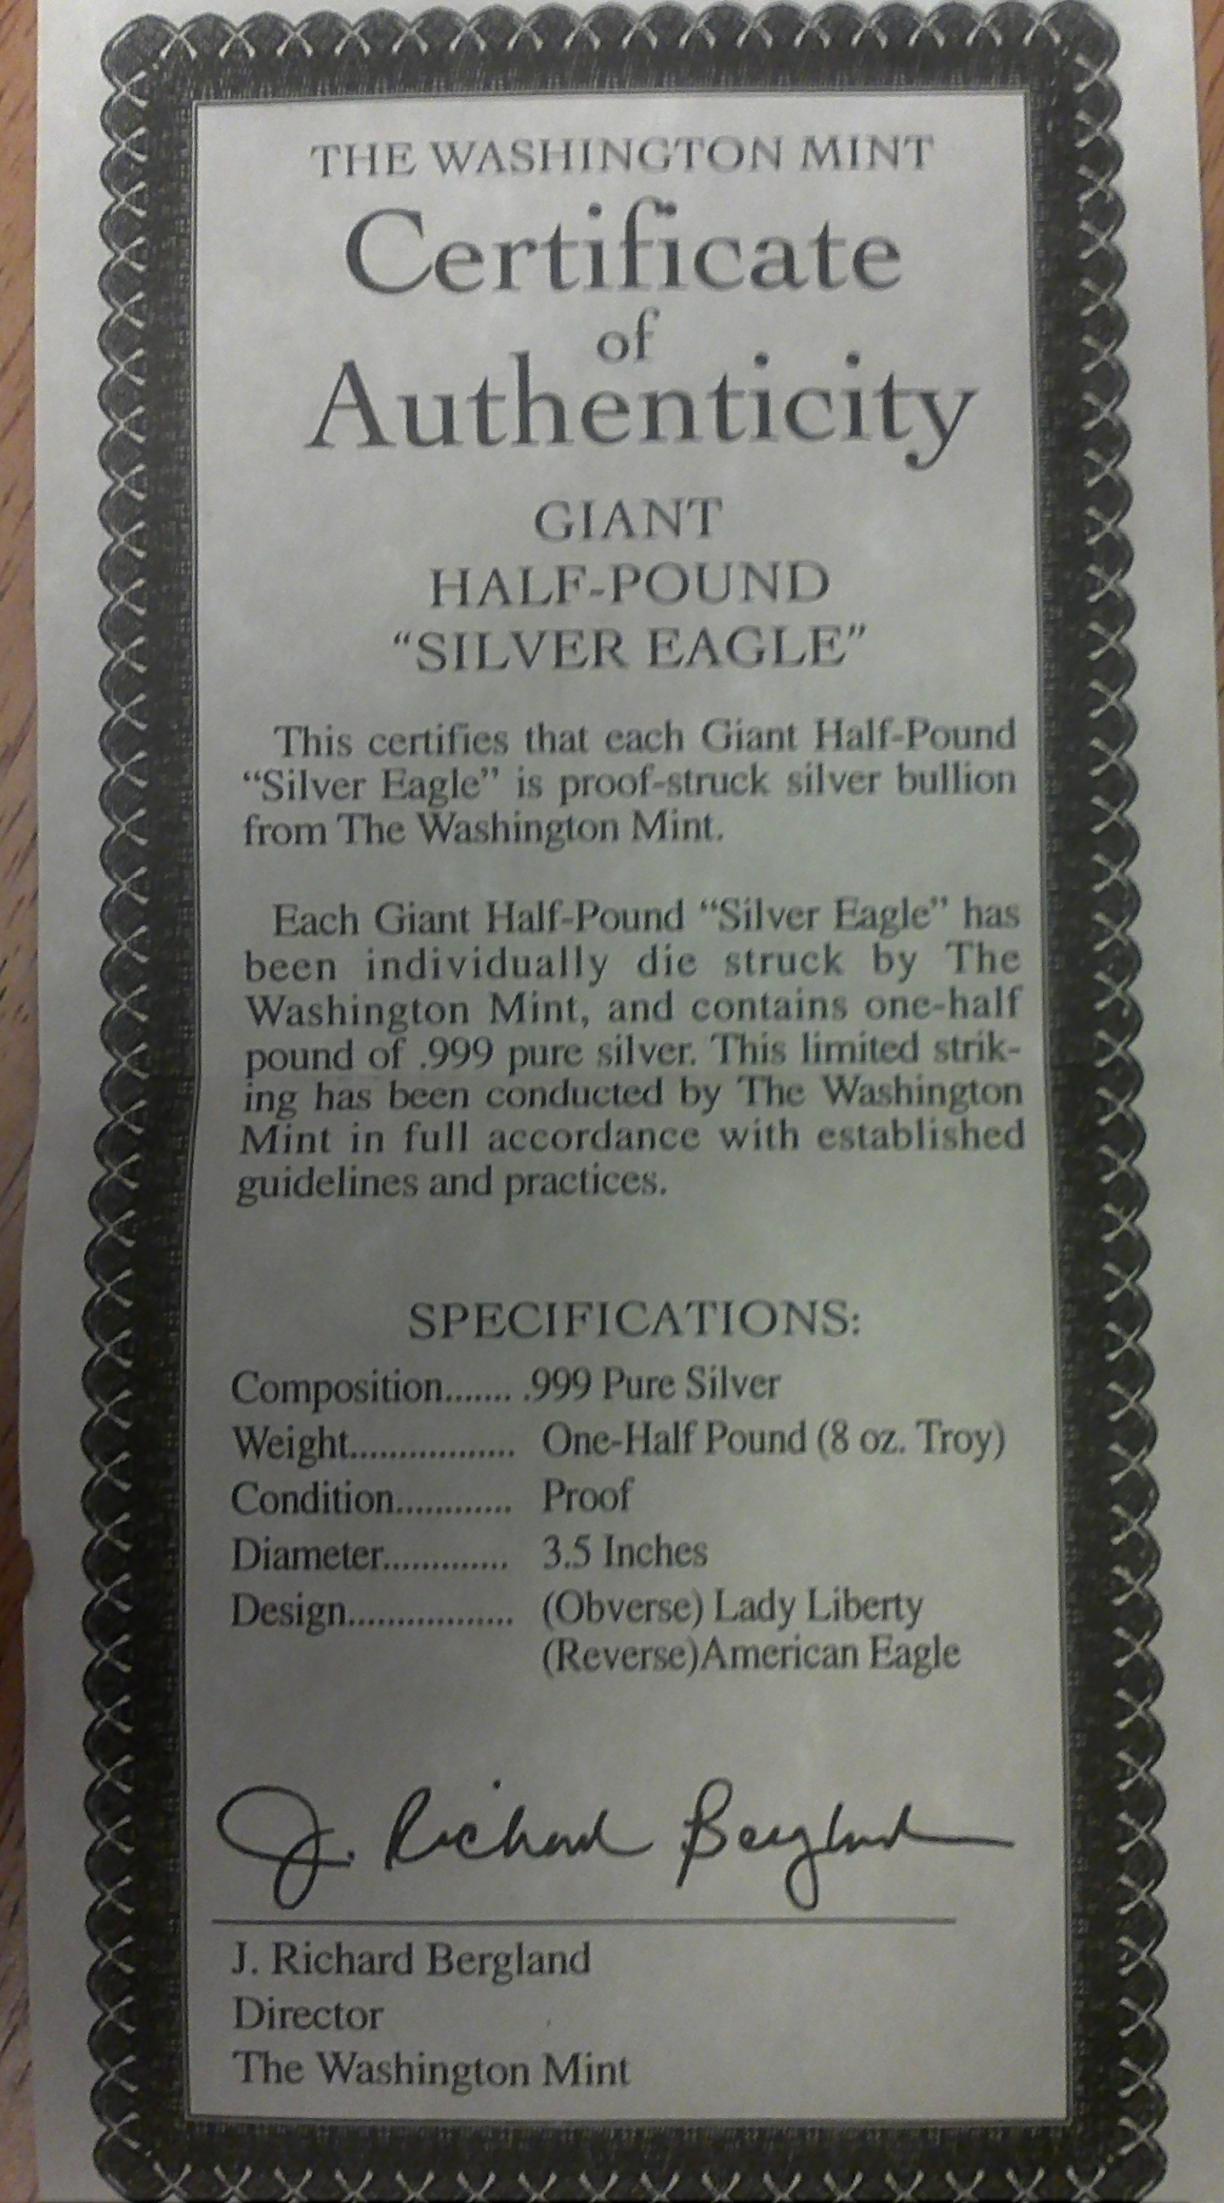 THE WASHINGTON MINT
Certificate
of
Authenticity
GIANT
HALF-POUND
“SILVER EAGLE”
This certifies that each Giant Half-Pound
“Silver Eagle” is proof-struck silver bullion
from The Washington Mint.
Each Giant Half-Pound “Silver Eagle” has
been individually die struck by The
Washington Mint, and contains one-half
pound of .999 pure silver. This limited strik-
ing has been conducted by The Washington
Mint in full accordance with established
guidelines and practices.
SPECIFICATIONS:
Composition....... .999 Pure Silver
Weight................. One-Half Pound (8 oz. Troy)
Condition............ Proof
Diameter............. 3.5 Inches
Design................. (Obverse) Lady Liberty
(Reverse)American Eagle
J. Richard Bergland
J. Richard Bergland
Director
The Washington Mint